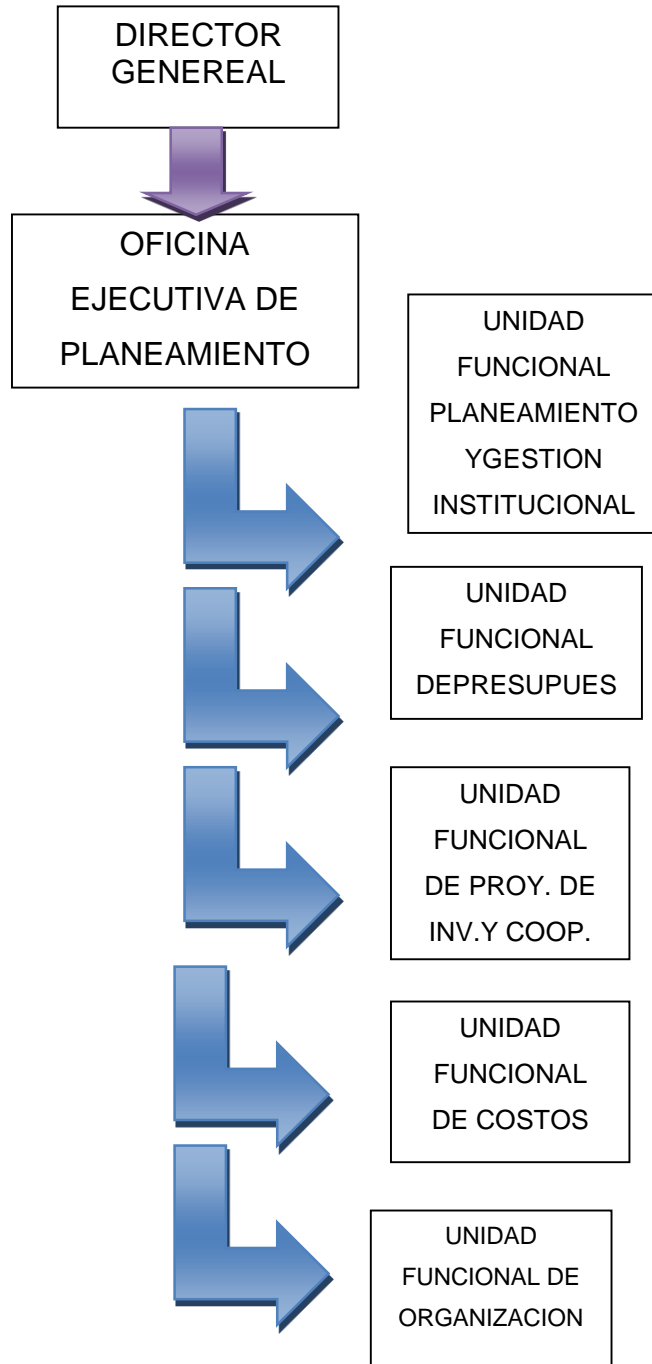 DIRECTOR
GENEREAL
OFICINA
EJECUTIVA DE
PLANEAMIENTO
UNIDAD
FUNCIONAL
PLANEAMIENTO
YGESTION
INSTITUCIONAL
UNIDAD
FUNCIONAL
DEPRESUPUES
UNIDAD
FUNCIONAL
DE PROY. DE
INV.Y COOP.
UNIDAD
FUNCIONAL
DE COSTOS
UNIDAD
FUNCIONAL DE
ORGANIZACION